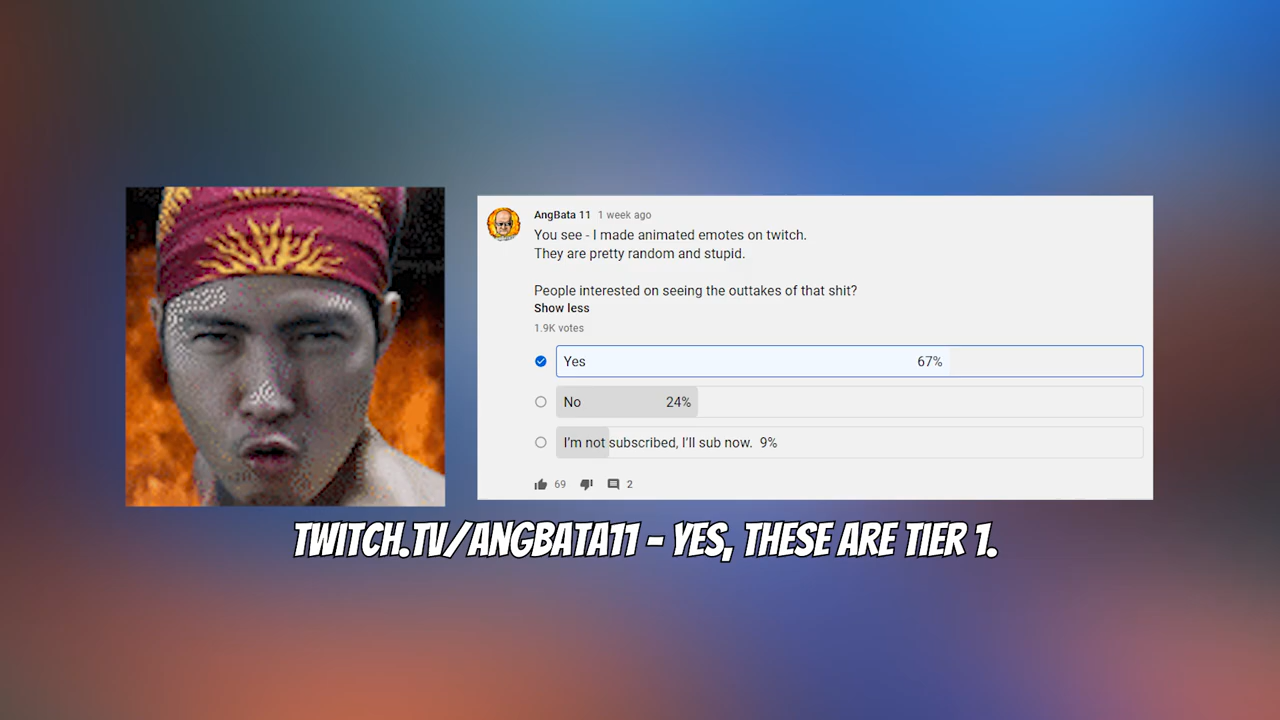 AngBata 11 1 week ago
You see - I made animated emotes on twitch.
They are pretty random and stupid.
People interested on seeing the outtakes of that shit?
Show less
1.9K votes
Yes 67%
No 24%
I'm not subscribed, I'll sub now. 9%
69 2
TWITCH.TV/ANGBATA11 - YES, THESE ARE TIER 1.